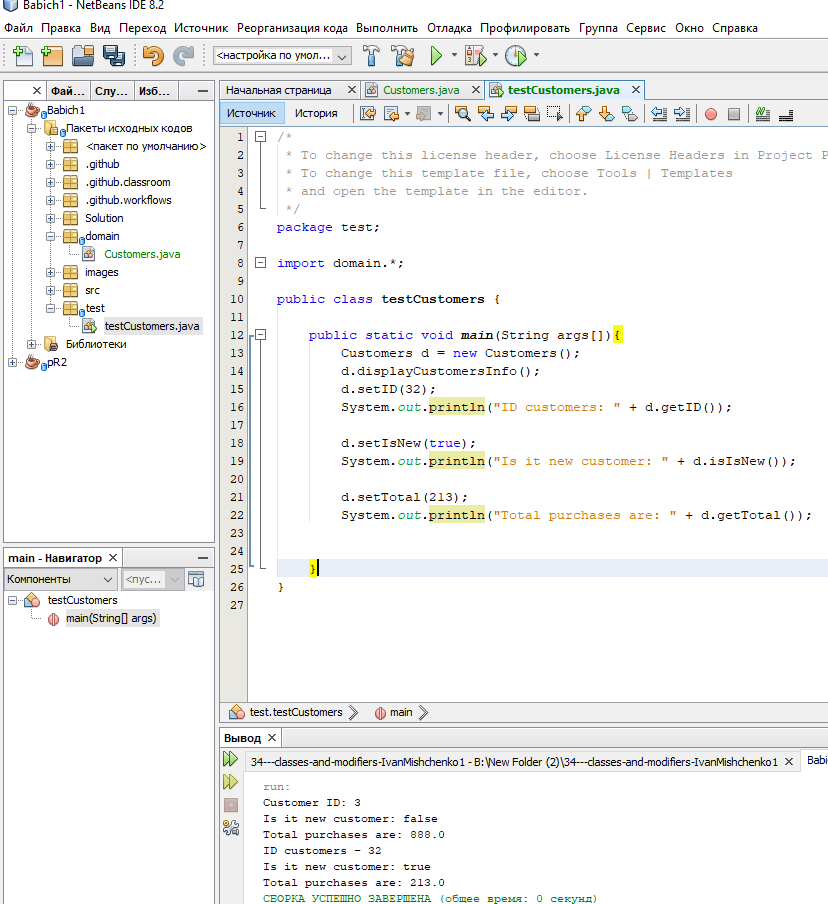 Babich1 - NetBeans IDE 8.2
Файл Правка Вид Переход Источник Реорганизация кода Выполнить Отладка Профилировать Группа Сервис Окно Справка
<настройка по умол...
Фай... Слу... Изб...
Babich1
Пакеты исходных кодов
<пакет по умолчанию>
.github
.github.classroom
.github.workflows
Solution
domain
Customers.java
images
src
test
testCustomers.java
Библиотеки
pR2
main - Навигатор
Компоненты <пус...
testCustomers
main(String[] args)
Начальная страница Customers.java testCustomers.java
Источник История
1 /*
2 * To change this license header, choose License Headers in Project P
3 * To change this template file, choose Tools | Templates
4 * and open the template in the editor.
5 */
6 package test;
7
8 import domain.*;
9
10 public class testCustomers {
11
12 public static void main(String args[]){
13 Customers d = new Customers();
14 d.displayCustomersInfo();
15 d.setID(32);
16 System.out.println("ID customers: " + d.getID());
17
18 d.setIsNew(true);
19 System.out.println("Is it new customer: " + d.isIsNew());
20
21 d.setTotal(213);
22 System.out.println("Total purchases are: " + d.getTotal());
23
24
25 }
26 }
27
test.testCustomers main
Вывод
34---classes-and-modifiers-IvanMishchenko1 - B:\New Folder (2)\34---classes-and-modifiers-IvanMishchenko1 Babi
run:
Customer ID: 3
Is it new customer: false
Total purchases are: 888.0
ID customers - 32
Is it new customer: true
Total purchases are: 213.0
СБОРКА УСПЕШНО ЗАВЕРШЕНА (общее время: 0 секунд)